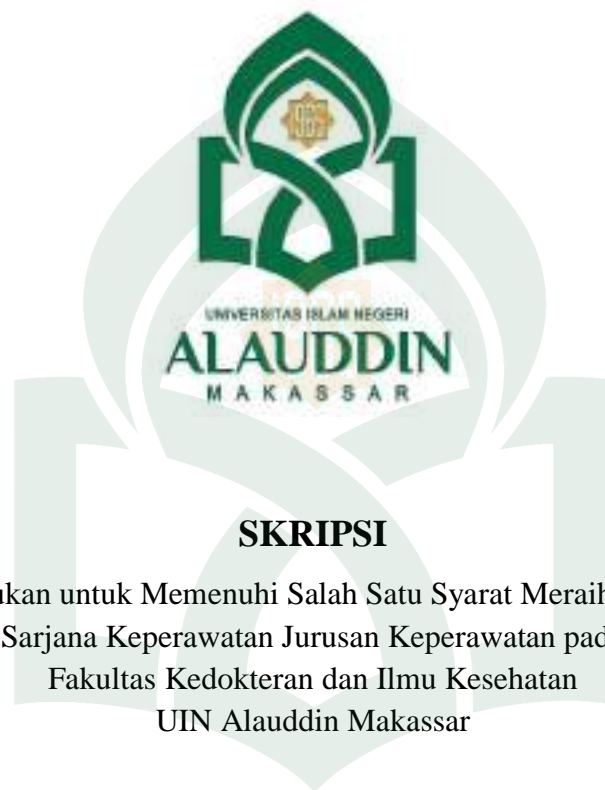 UNIVERSITAS ISLAM NEGERI
ALAUDDIN
MAKASSAR
SKRIPSI
ukan untuk Memenuhi Salah Satu Syarat Meraih
Sarjana Keperawatan Jurusan Keperawatan pad
Fakultas Kedokteran dan Ilmu Kesehatan
UIN Alauddin Makassar